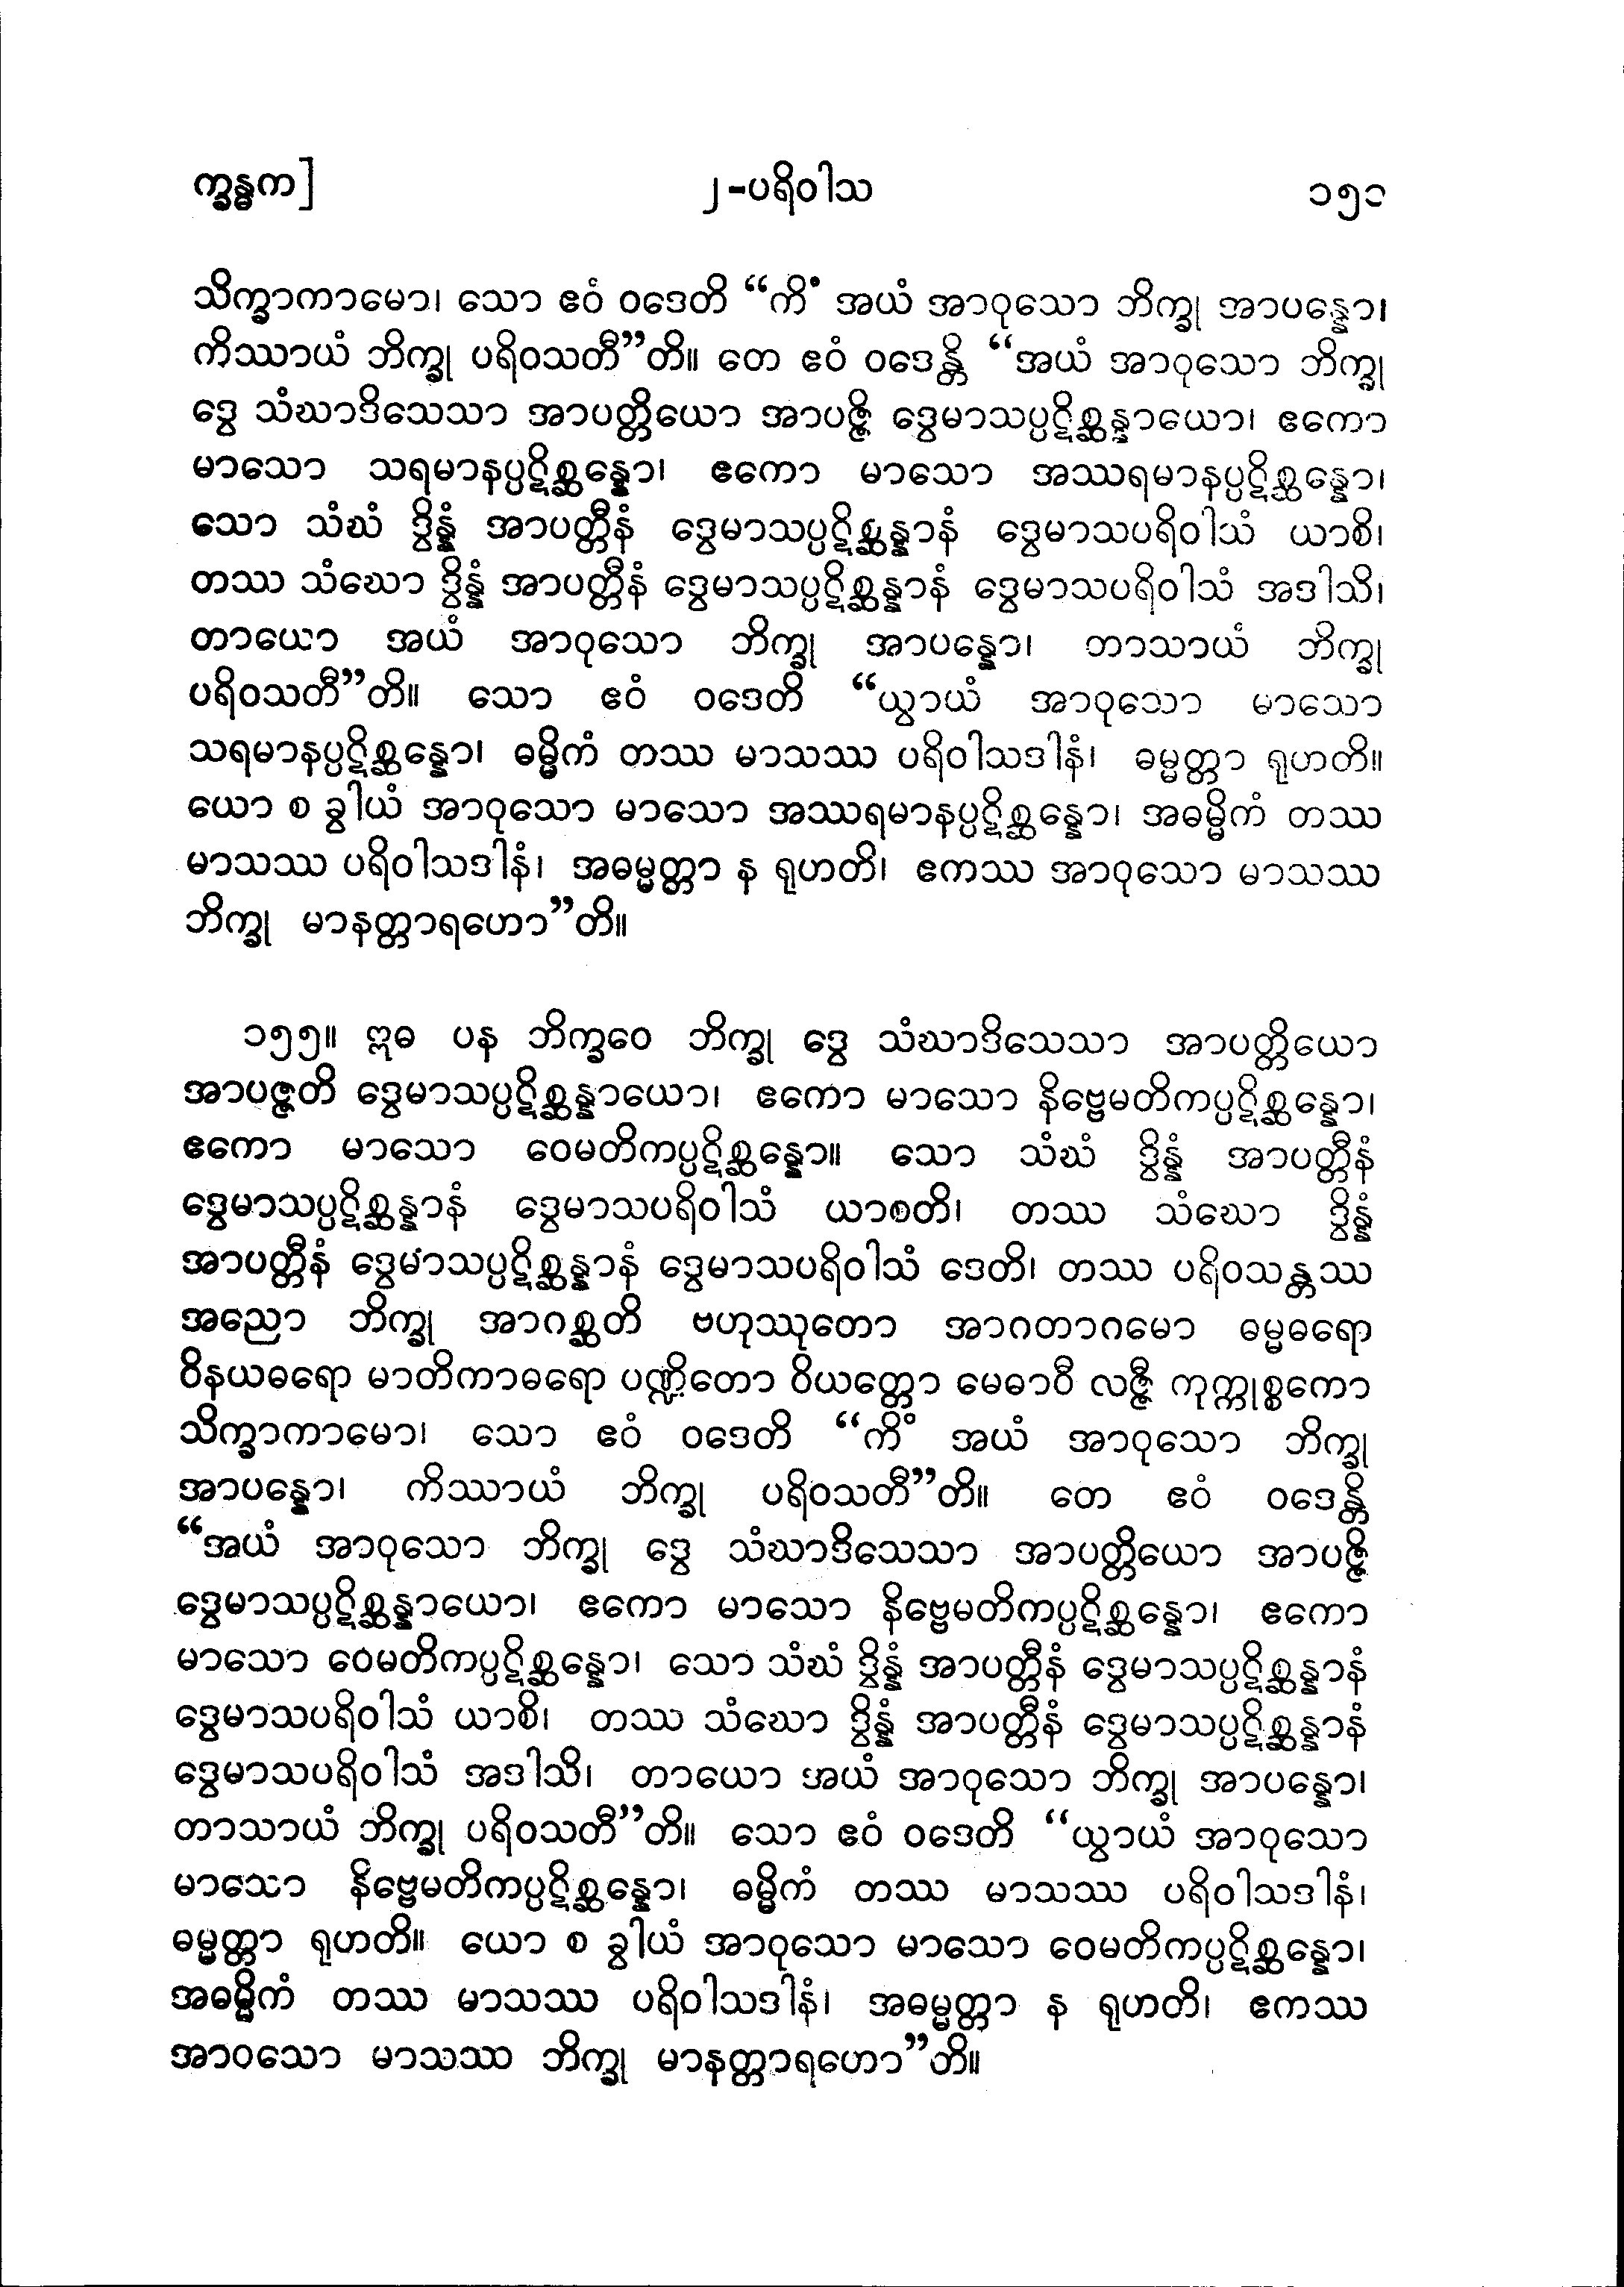 က္ခန္ဓက] ၂-ပရိဝါသ ၁၅၁
သိက္ခာကာမော၊ သော ဧဝံ ဝဒေတိ “ကိံ အယံ အာဝုသော ဘိက္ခု အာပန္နော၊
ကိဿာယံ ဘိက္ခု ပရိဝသတီ”တိ။ တေ ဧဝံ ဝဒေန္တိ “အယံ အာဝုသော ဘိက္ခု
ဒွေ သံဃာဒိသေသာ အာပတ္တိယော အာပဇ္ဇိ ဒွေမာသပ္ပဋိစ္ဆန္နာယော၊ ဧကော
မာသော သရမာနပ္ပဋိစ္ဆန္နော၊ ဧကော မာသော အဿရမာနပ္ပဋိစ္ဆန္နော၊
သော သံဃံ ဒွိန္နံ အာပတ္တီနံ ဒွေမာသပ္ပဋိစ္ဆန္နာနံ ဒွေမာသပရိဝါသံ ယာစိ၊
တဿ သံဃော ဒွိန္နံ အာပတ္တီနံ ဒွေမာသပ္ပဋိစ္ဆန္နာနံ ဒွေမာသပရိဝါသံ အဒါသိ၊
တာယော အယံ အာဝုသော ဘိက္ခု အာပန္နော၊ တာသာယံ ဘိက္ခု
ပရိဝသတီ”တိ။ သော ဧဝံ ဝဒေတိ “ယွာယံ အာဝုသော မာသော
သရမာနပ္ပဋိစ္ဆန္နော၊ ဓမ္မိကံ တဿ မာသဿ ပရိဝါသဒါနံ၊ ဓမ္မတ္တာ ရုဟတိ။
ယော စ ခွါယံ အာဝုသော မာသော အဿရမာနပ္ပဋိစ္ဆန္နော၊ အဓမ္မိကံ တဿ
မာသဿ ပရိဝါသဒါနံ၊ အဓမ္မတ္တာ န ရုဟတိ၊ ဧကဿ အာဝုသော မာသဿ
ဘိက္ခု မာနတ္တာရဟော”တိ။
၁၅၅။ ဣဓ ပန ဘိက္ခဝေ ဘိက္ခု ဒွေ သံဃာဒိသေသာ အာပတ္တိယော
အာပဇ္ဇတိ ဒွေမာသပ္ပဋိစ္ဆန္နာယော၊ ဧကော မာသော နိဗ္ဗေမတိကပ္ပဋိစ္ဆန္နော၊
ဧကော မာသော ဝေမတိကပ္ပဋိစ္ဆန္နော။ သော သံဃံ ဒွိန္နံ အာပတ္တီနံ
ဒွေမာသပ္ပဋိစ္ဆန္နာနံ ဒွေမာသပရိဝါသံ ယာစတိ၊ တဿ သံဃော ဒွိန္နံ
အာပတ္တီနံ ဒွေမာသပ္ပဋိစ္ဆန္နာနံ ဒွေမာသပရိဝါသံ ဒေတိ၊ တဿ ပရိဝသန္တဿ
အညော ဘိက္ခု အာဂစ္ဆတိ ဗဟုဿုတော အာဂတာဂမော ဓမ္မဓရော
ဝိနယဓရော မာတိကာဓရော ပဏ္ဍိတော ဝိယတ္တော မေဓာဝီ လဇ္ဇီ ကုက္ကုစ္စကော
သိက္ခာကာမော၊ သော ဧဝံ ဝဒေတိ “ကိံ အယံ အာဝုသော ဘိက္ခု
အာပန္နော၊ ကိဿာယံ ဘိက္ခု ပရိဝသတီ”တိ။ တေ ဧဝံ ဝဒေန္တိ
“အယံ အာဝုသော ဘိက္ခု ဒွေ သံဃာဒိသေသာ အာပတ္တိယော အာပဇ္ဇိ
ဒွေမာသပ္ပဋိစ္ဆန္နာယော၊ ဧကော မာသော နိဗ္ဗေမတိကပ္ပဋိစ္ဆန္နော၊ ဧကော
မာသော ဝေမတိကပ္ပဋိစ္ဆန္နော၊ သော သံဃံ ဒွိန္နံ အာပတ္တီနံ ဒွေမာသပ္ပဋိစ္ဆန္နာနံ
ဒွေမာသပရိဝါသံ ယာစိ၊ တဿ သံဃော ဒွိန္နံ အာပတ္တီနံ ဒွေမာသပ္ပဋိစ္ဆန္နာနံ
ဒွေမာသပရိဝါသံ အဒါသိ၊ တာယော အယံ အာဝုသော ဘိက္ခု အာပန္နော၊
တာသာယံ ဘိက္ခု ပရိဝသတီ”တိ။ သော ဧဝံ ဝဒေတိ “ယွာယံ အာဝုသော
မာသော နိဗ္ဗေမတိကပ္ပဋိစ္ဆန္နော၊ ဓမ္မိကံ တဿ မာသဿ ပရိဝါသဒါနံ၊
ဓမ္မတ္တာ ရုဟတိ။ ယော စ ခွါယံ အာဝုသော မာသော ဝေမတိကပ္ပဋိစ္ဆန္နော၊
အဓမ္မိကံ တဿ မာသဿ ပရိဝါသဒါနံ၊ အဓမ္မတ္တာ န ရုဟတိ၊ ဧကဿ
အာဝသော မာသဿ ဘိက္ခု မာနတ္တာရဟော”တိ။